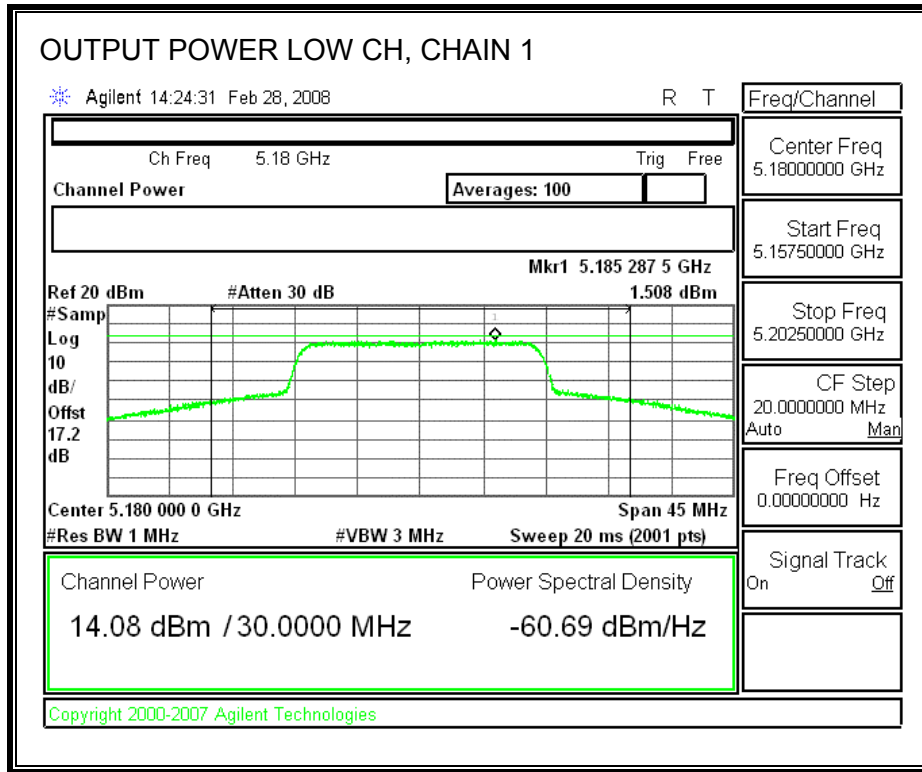 OUTPUT POWER LOW CH, CHAIN 1
Agilent 14:24:31 Feb 28, 2008 R T
Ch Freq 5.18 GHz Trig Free
Channel Power Averages: 100
Mkr1 5.185 287 5 GHz
Ref 20 dBm #Atten 30 dB 1.508 dBm
#Samp
Log
10
dB/
Offst
17.2
dB
1
Center 5.180 000 0 GHz Span 45 MHz
#Res BW 1 MHz #VBW 3 MHz Sweep 20 ms (2001 pts)
Channel Power Power Spectral Density
14.08 dBm / 30.0000 MHz -60.69 dBm/Hz
Copyright 2000-2007 Agilent Technologies
Freq/Channel
Center Freq
5.18000000 GHz
Start Freq
5.15750000 GHz
Stop Freq
5.20250000 GHz
CF Step
20.0000000 MHz
Auto Man
Freq Offset
0.00000000 Hz
Signal Track
On Off